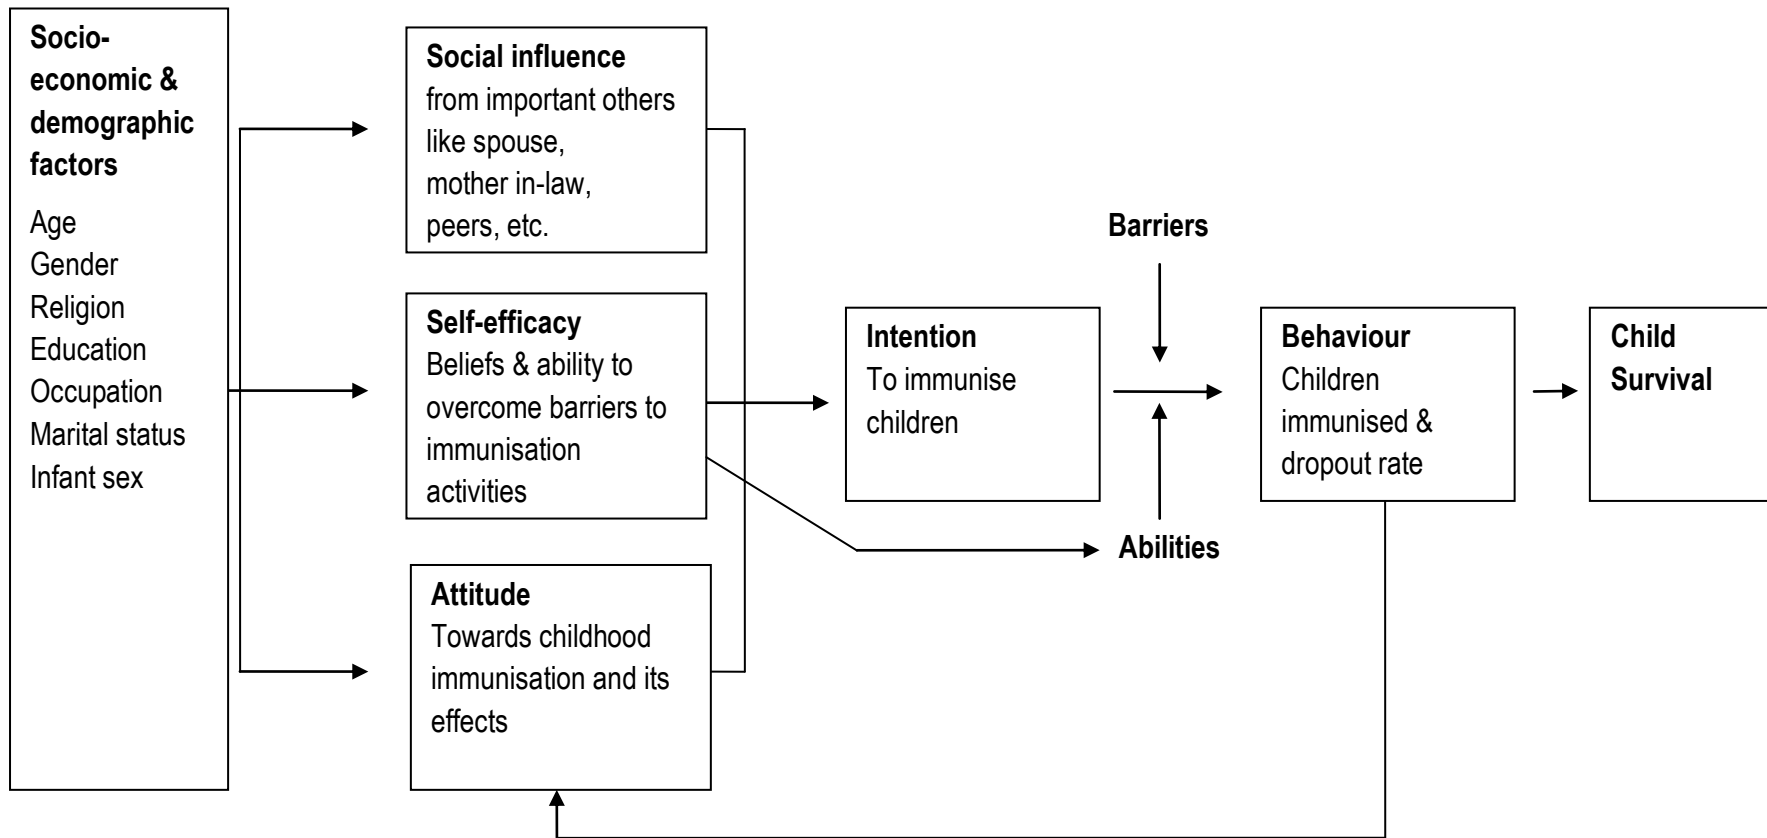 Socio-
economic &
demographic
factors
Age
Gender
Religion
Education
Occupation
Marital status
Infant sex
Social influence
from important others
like spouse,
mother in-law,
peers, etc.
Self-efficacy
Beliefs & ability to
overcome barriers to
immunisation
activities
Attitude
Towards childhood
immunisation and its
effects
Intention
To immunise
children
Barriers
Abilities
Behaviour
Children
immunised &
dropout rate
Child
Survival